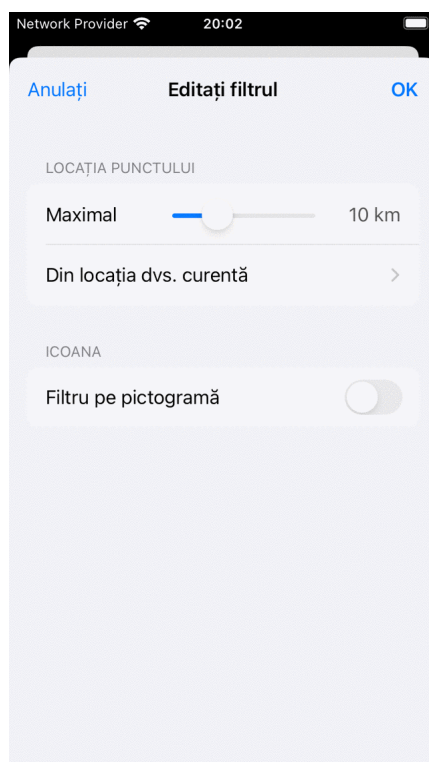 Network Provider 20:02
Anulați Editați filtrul OK
LOCAȚIA PUNCTULUI
Maximal 10 km
Din locația dvs. curentă
ICOANA
Filtru pe pictogramă